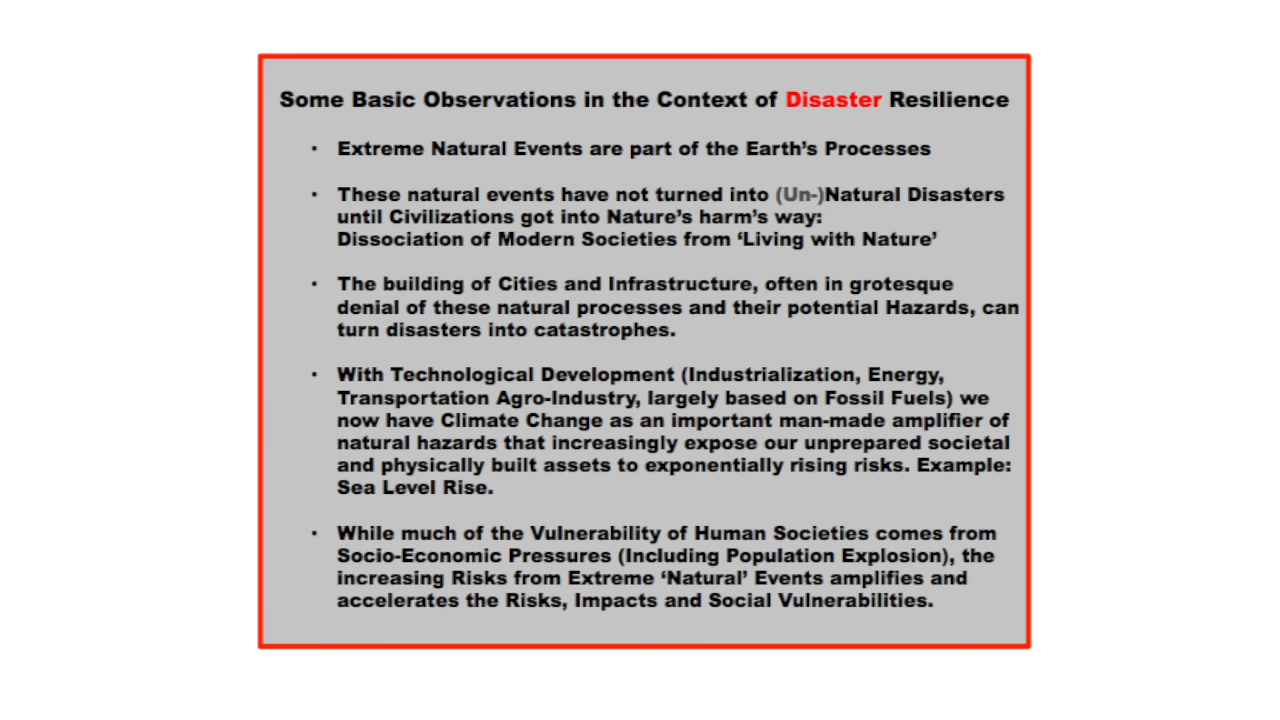 Some Basic Observations in the Context of Disaster Resilience
• Extreme Natural Events are part of the Earth's Processes
• These natural events have not turned into (Un-)Natural Disasters
until Civilizations got into Nature's harm's way:
Dissociation of Modern Societies from ‘Living with Nature’
• The building of Cities and Infrastructure, often in grotesque
denial of these natural processes and their potential Hazards, can
turn disasters into catastrophes.
• With Technological Development (Industrialization, Energy,
Transportation Agro-Industry, largely based on Fossil Fuels) we
now have Climate Change as an important man-made amplifier of
natural hazards that increasingly expose our unprepared societal
and physically built assets to exponentially rising risks. Example:
Sea Level Rise.
• While much of the Vulnerability of Human Societies comes from
Socio-Economic Pressures (Including Population Explosion), the
increasing Risks from Extreme ‘Natural’ Events amplifies and
accelerates the Risks, Impacts and Social Vulnerabilities.